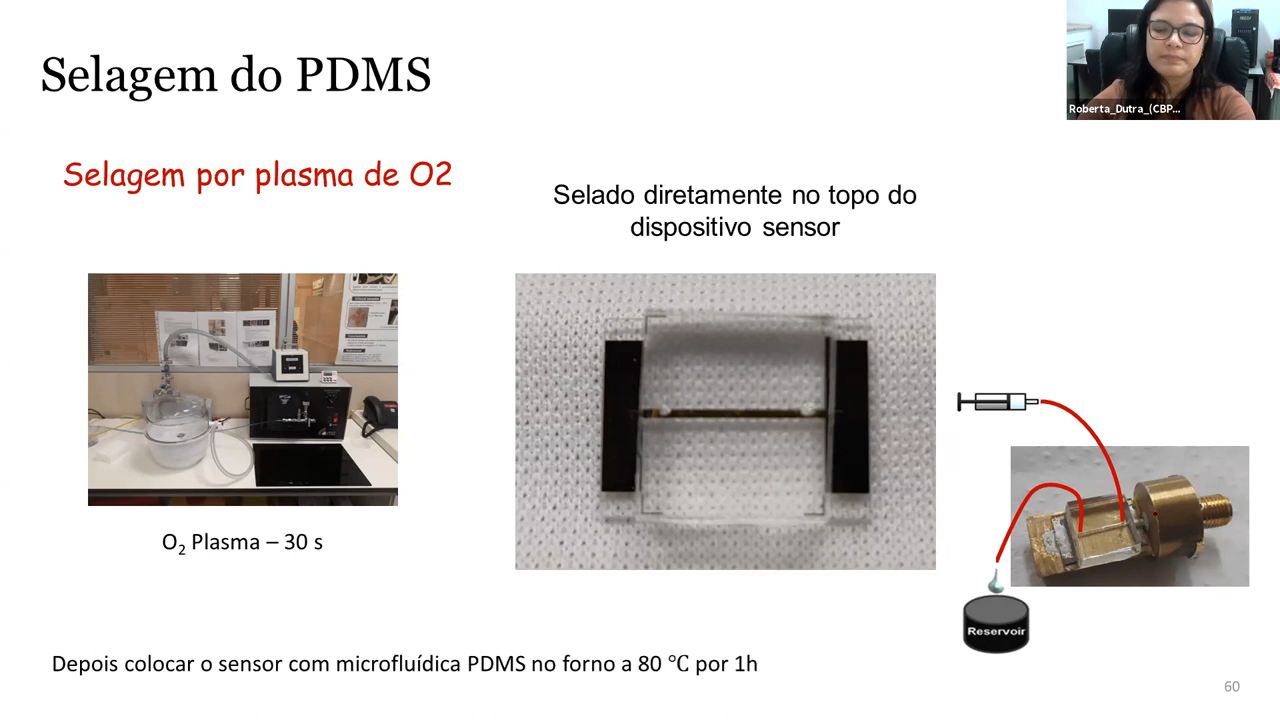 Selagem do PDMS
Roberta_Dutra_(CBP...
Selagem por plasma de O2
Selado diretamente no topo do
dispositivo sensor
O₂ Plasma – 30 s
Reservoir
Depois colocar o sensor com microfluídica PDMS no forno a 80 ℃ por 1h
60